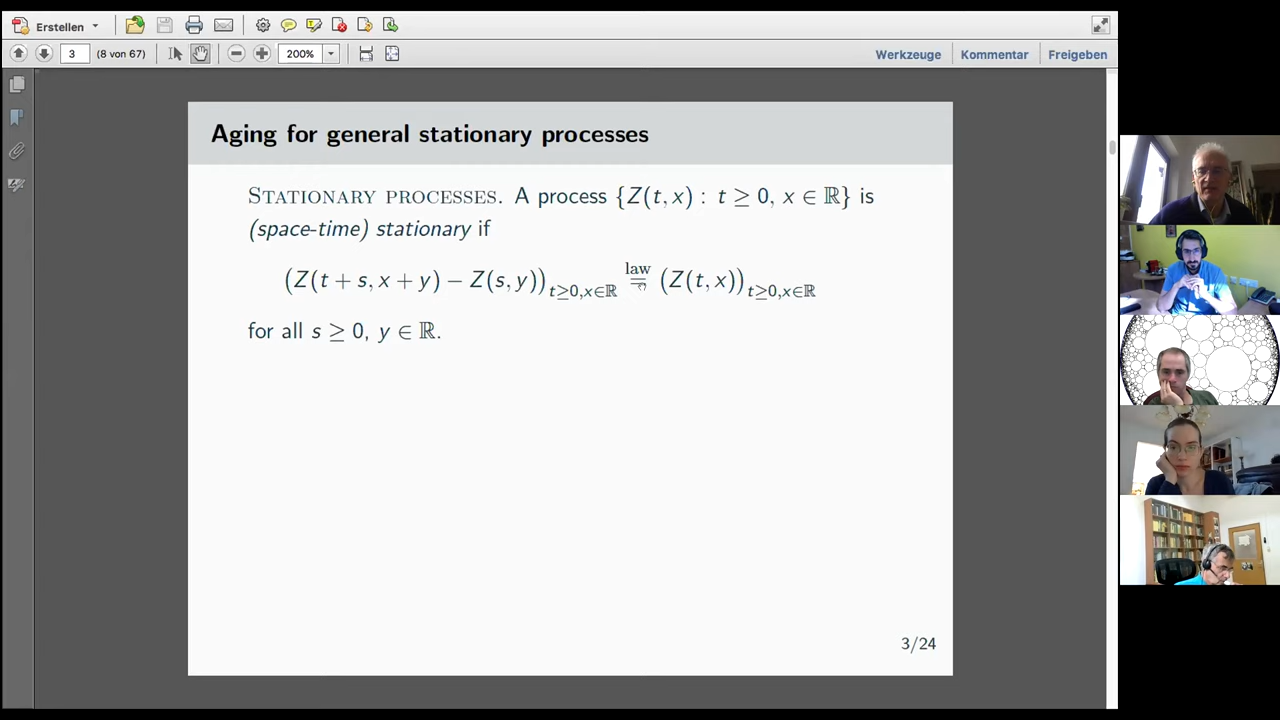 Erstellen
3 (8 von 67) 200% Werkzeuge Kommentar Freigeben
Aging for general stationary processes
STATIONARY PROCESSES. A process {Z(t, x) : t ≥ 0, x ∈ ℝ} is
(space-time) stationary if
(Z(t + s, x + y) − Z(s, y))_{t≥0,x∈ℝ} \stackrel{law}{=} (Z(t, x))_{t≥0,x∈ℝ}
for all s ≥ 0, y ∈ ℝ.
3/24